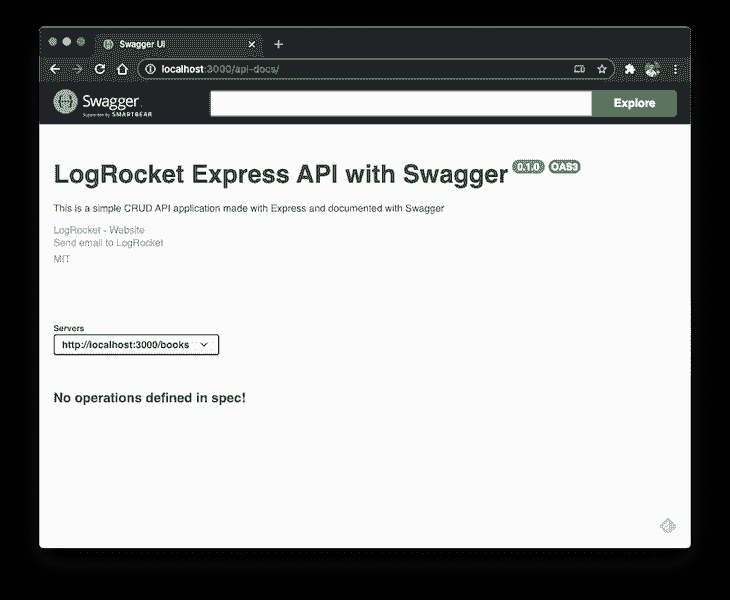 Swagger UI
localhost:3000/api-docs/
Swagger.
Supported by SMARTBEAR
Explore
LogRocket Express API with Swagger 0.1.0 OAS3
This is a simple CRUD API application made with Express and documented with Swagger
LogRocket - Website
Send email to LogRocket
MIT
Servers
http://localhost:3000/books
No operations defined in spec!